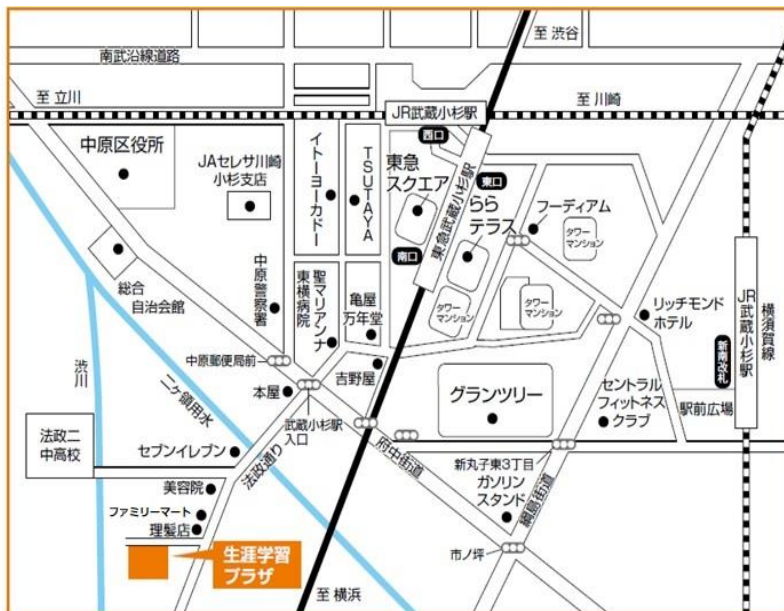 至 渋谷
南武沿線道路
至 立川
至 川崎
JR武蔵小杉駅
西口
中原区役所
JAセレサ川崎
小杉支店
イトーヨーカドー
TSUTAYA
東急
スクエア
東急武蔵小杉駅
東口
らら
テラス
フーディアム
タワー
マンション
南口
総合
自治会館
中原警察署
聖マリアンナ
東横病院
亀屋
万年堂
タワー
マンション
タワー
マンション
リッチモンド
ホテル
JR武蔵小杉駅
横須賀線
新南改札
渋川
二ヶ領用水
中原郵便局前
本屋
吉野屋
グランツリー
セントラル
フィットネス
クラブ
駅前広場
法政二
中高校
武蔵小杉駅
入口
セブンイレブン
法政通り
府中街道
新丸子東3丁目
ガソリン
スタンド
綱島街道
美容院
ファミリーマート
理髪店
生涯学習
プラザ
市ノ坪
至 横浜